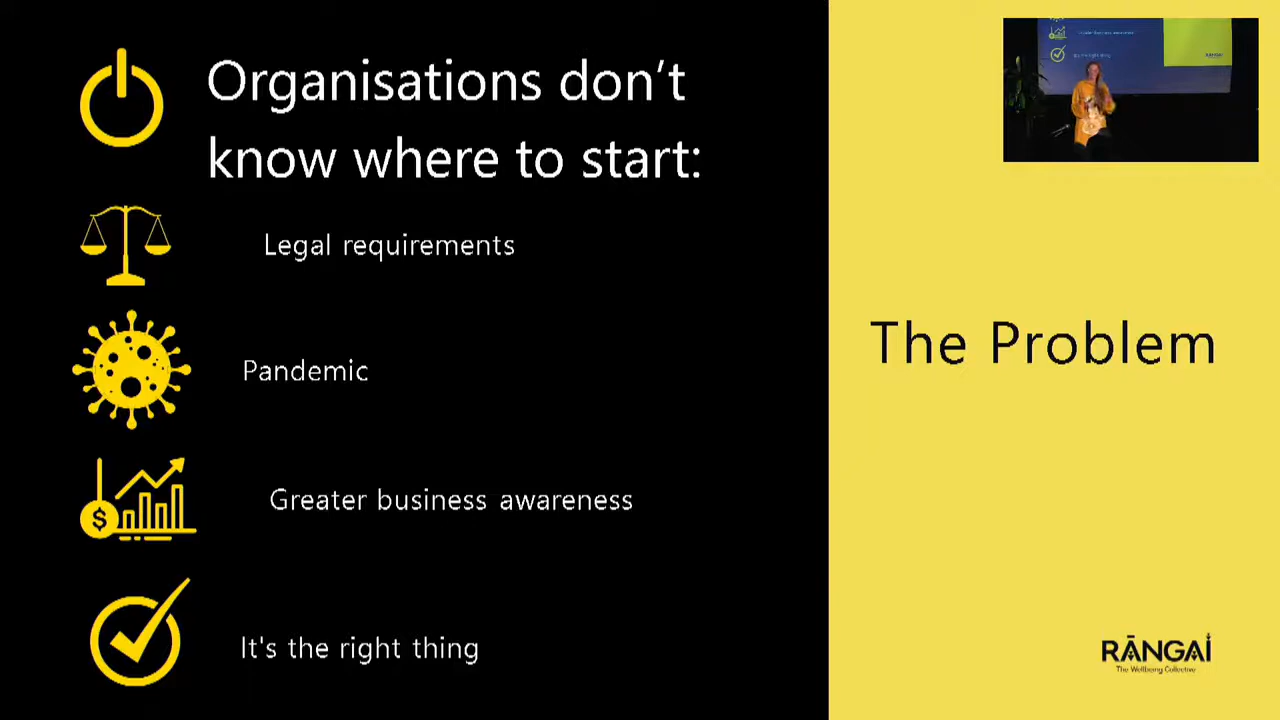 Organisations don't
know where to start:
Legal requirements
Pandemic
Greater business awareness
It's the right thing
The Problem
RĀNGAI
The Wellbeing Collective